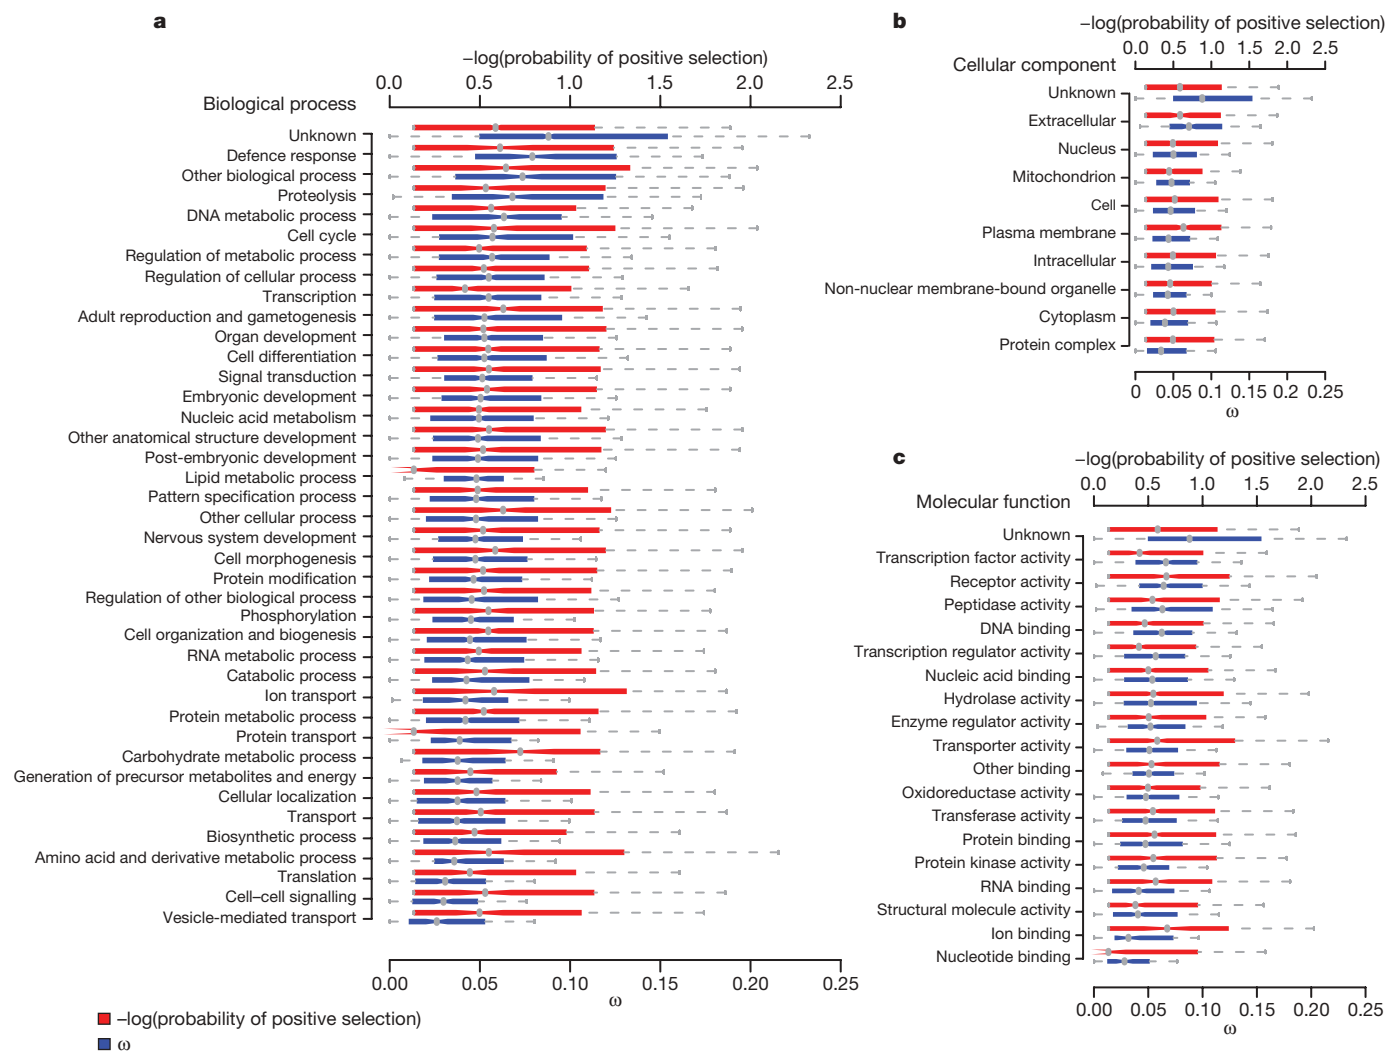 a
−log(probability of positive selection)
0.0 0.5 1.0 1.5 2.0 2.5
Biological process
Unknown
Defence response
Other biological process
Proteolysis
DNA metabolic process
Cell cycle
Regulation of metabolic process
Regulation of cellular process
Transcription
Adult reproduction and gametogenesis
Organ development
Cell differentiation
Signal transduction
Embryonic development
Nucleic acid metabolism
Other anatomical structure development
Post-embryonic development
Lipid metabolic process
Pattern specification process
Other cellular process
Nervous system development
Cell morphogenesis
Protein modification
Regulation of other biological process
Phosphorylation
Cell organization and biogenesis
RNA metabolic process
Catabolic process
Ion transport
Protein metabolic process
Protein transport
Carbohydrate metabolic process
Generation of precursor metabolites and energy
Cellular localization
Transport
Biosynthetic process
Amino acid and derivative metabolic process
Translation
Cell–cell signalling
Vesicle-mediated transport
0.00 0.05 0.10 0.15 0.20 0.25
ω
−log(probability of positive selection)
ω
b
−log(probability of positive selection)
0.0 0.5 1.0 1.5 2.0 2.5
Cellular component
Unknown
Extracellular
Nucleus
Mitochondrion
Cell
Plasma membrane
Intracellular
Non-nuclear membrane-bound organelle
Cytoplasm
Protein complex
0 0.05 0.1 0.15 0.2 0.25
ω
c
−log(probability of positive selection)
0.0 0.5 1.0 1.5 2.0 2.5
Molecular function
Unknown
Transcription factor activity
Receptor activity
Peptidase activity
DNA binding
Transcription regulator activity
Nucleic acid binding
Hydrolase activity
Enzyme regulator activity
Transporter activity
Other binding
Oxidoreductase activity
Transferase activity
Protein binding
Protein kinase activity
RNA binding
Structural molecule activity
Ion binding
Nucleotide binding
0.00 0.05 0.10 0.15 0.20 0.25
ω